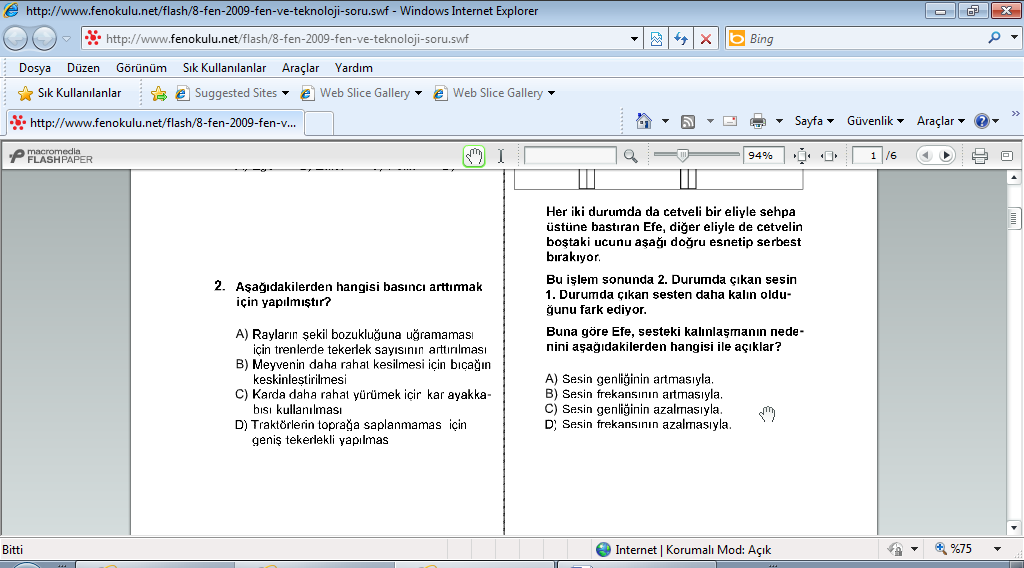 http://www.fenokulu.net/flash/8-fen-2009-fen-ve-teknoloji-soru.swf - Windows Internet Explorer
http://www.fenokulu.net/flash/8-fen-2009-fen-ve-teknoloji-soru.swf
Bing
Dosya Düzen Görünüm Sık Kullanılanlar Araçlar Yardım
Sık Kullanılanlar Suggested Sites Web Slice Gallery Web Slice Gallery
http://www.fenokulu.net/flash/8-fen-2009-fen-v...
Sayfa Güvenlik Araçlar
macromedia
FLASHPAPER
94% 1 /6
2. Aşağıdakilerden hangisi basıncı arttırmak
için yapılmıştır?
A) Rayların şekil bozukluğuna uğramaması
için trenlerde tekerlek sayısının arttırılması
B) Meyvenin daha rahat kesilmesi için bıçağın
keskinleştirilmesi
C) Karda daha rahat yürümek için kar ayakka-
bısı kullanılması
D) Traktörlerin toprağa saplanmamas için
geniş tekerlekli yapılmas
Her iki durumda da cetveli bir eliyle sehpa
üstüne bastıran Efe, diğer eliyle de cetvelin
boştaki ucunu aşağı doğru esnetip serbest
bırakıyor.
Bu işlem sonunda 2. Durumda çıkan sesin
1. Durumda çıkan sesten daha kalın oldu-
ğunu fark ediyor.
Buna göre Efe, sesteki kalınlaşmanın nede-
nini aşağıdakilerden hangisi ile açıklar?
A) Sesin genliğinin artmasıyla.
B) Sesin frekansının artmasıyla.
C) Sesin genliğinin azalmasıyla.
D) Sesin frekansının azalmasıyla.
Bitti
Internet | Korumalı Mod: Açık
%75